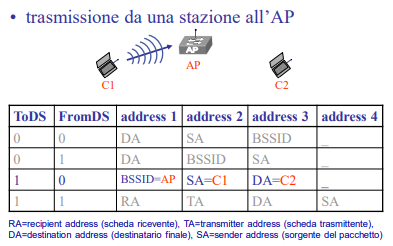 • trasmissione da una stazione all'AP
AP
AP
C1
C2
ToDS FromDS address 1 address 2 address 3 address 4
0 0 DA SA BSSID _
0 1 DA BSSID SA _
1 0 BSSID=AP SA=C1 DA=C2 _
1 1 RA TA DA SA
RA=recipient address (scheda ricevente), TA=transmitter address (scheda trasmittente),
DA=destination address (destinatario finale), SA=sender address (sorgente del pacchetto)